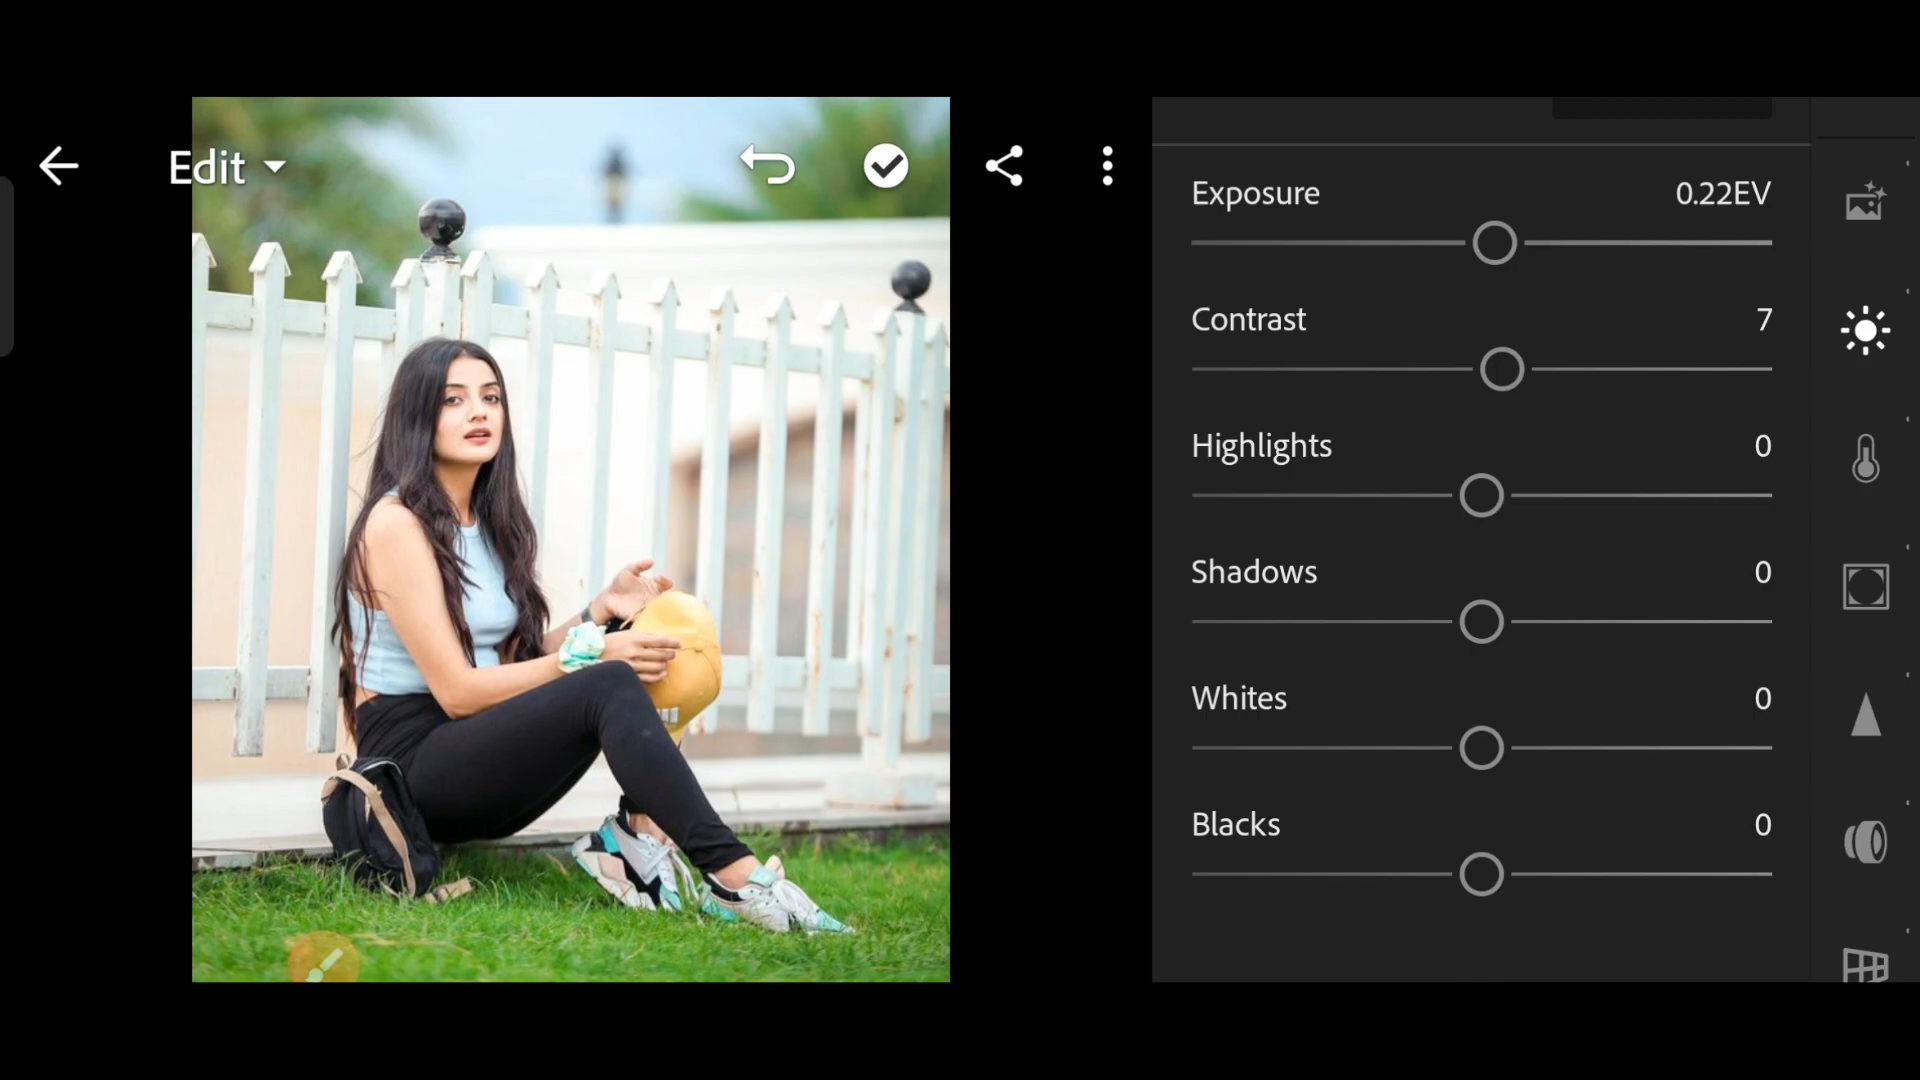 Edit
Exposure 0.22EV
Contrast 7
Highlights 0
Shadows 0
Whites 0
Blacks 0